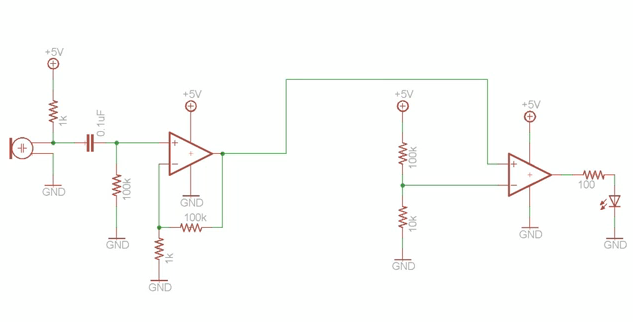 +5V
1k
0.1uF
GND
100k
GND
+5V
GND
100k
1k
GND
+5V
100k
10k
GND
+5V
GND
100
GND